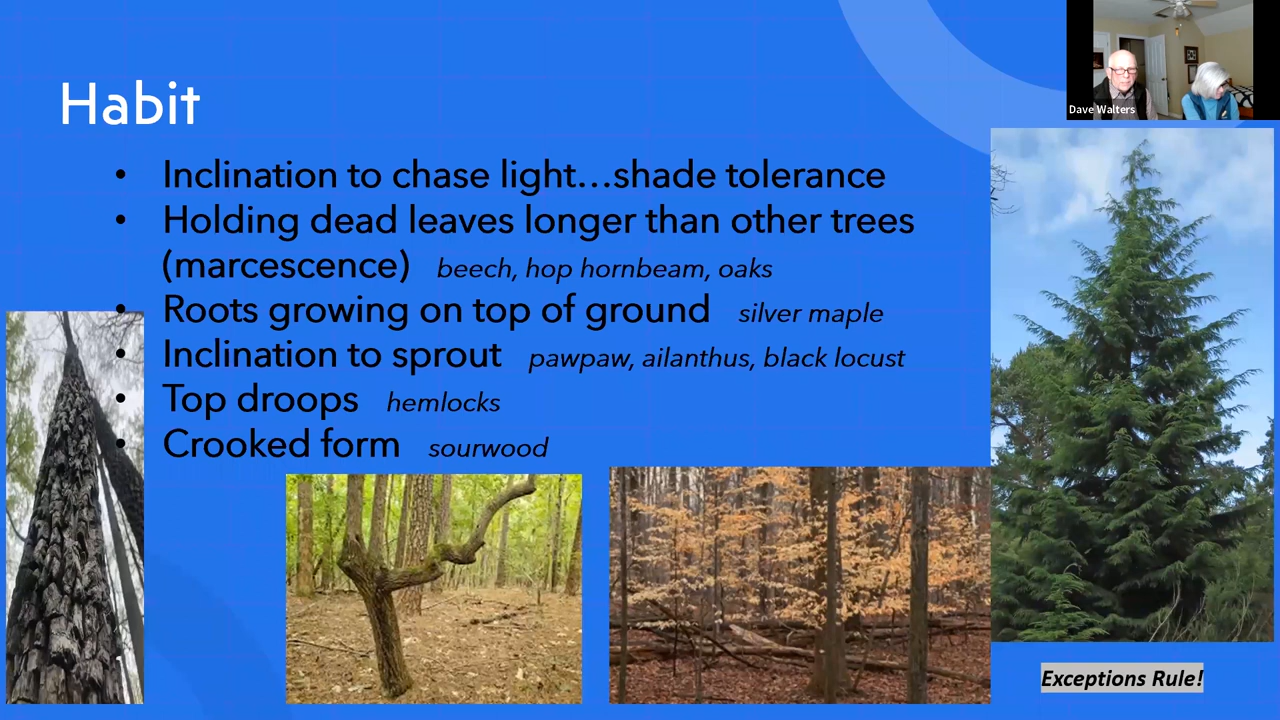 Dave Walters
Habit
• Inclination to chase light...shade tolerance
• Holding dead leaves longer than other trees
(marcescence) beech, hop hornbeam, oaks
• Roots growing on top of ground silver maple
• Inclination to sprout pawpaw, ailanthus, black locust
• Top droops hemlocks
• Crooked form sourwood
Exceptions Rule!